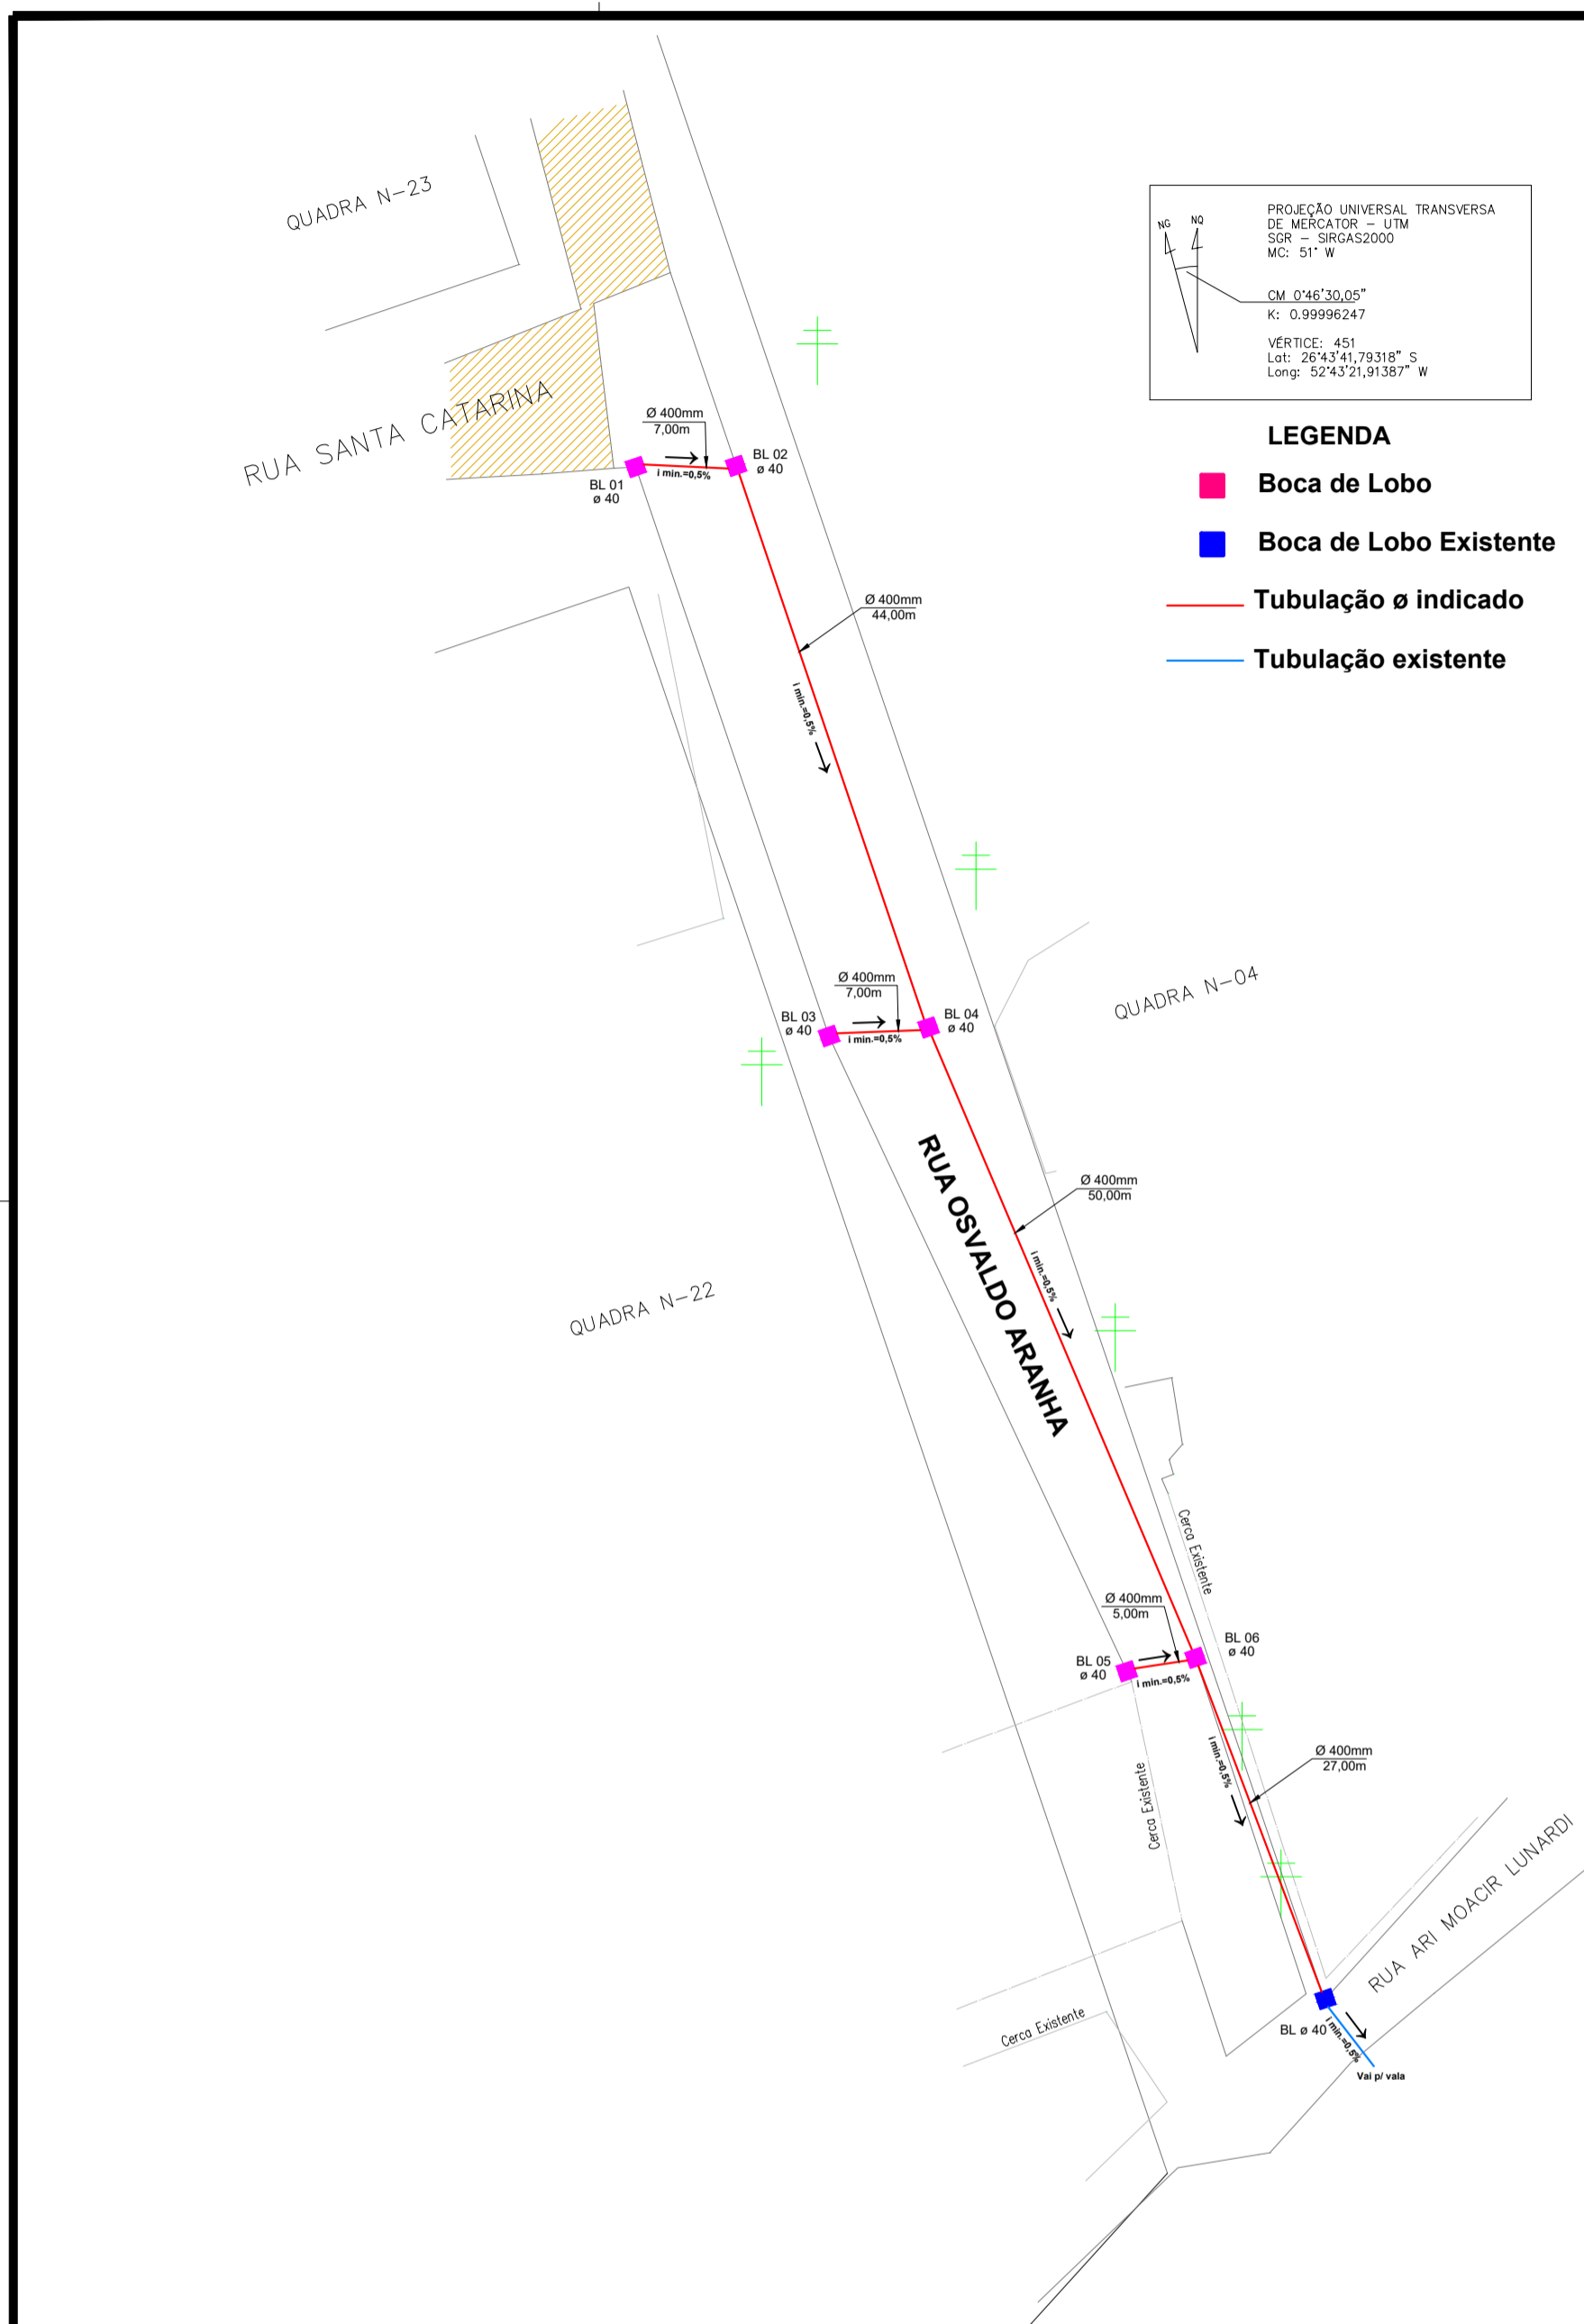 QUADRA N-23
PROJEÇÃO UNIVERSAL TRANSVERSA
DE MERCATOR - UTM
SGR - SIRGAS2000
MC: 51° W
NG
NQ
CM 0°46'30,05"
K: 0.99996247
VÉRTICE: 451
Lat: 26°43'41,79318" S
Long: 52°43'21,91387" W
RUA SANTA CATARINA
LEGENDA
Boca de Lobo
Boca de Lobo Existente
Tubulação ø indicado
Tubulação existente
Ø 400mm
7,00m
BL 02
ø 40
i min.=0,5%
BL 01
ø 40
Ø 400mm
44,00m
i min.=0,5%
Ø 400mm
7,00m
QUADRA N-04
BL 03
ø 40
BL 04
ø 40
i min.=0,5%
RUA OSVALDO ARANHA
Ø 400mm
50,00m
i min.=0,5%
QUADRA N-22
Cerca Existente
Ø 400mm
5,00m
BL 06
ø 40
BL 05
ø 40
i min.=0,5%
i min.=0,5%
Ø 400mm
27,00m
Cerca Existente
RUA ARI MOACIR LUNARDI
Cerca Existente
BL ø 40
i min.=0,5%
Vai p/ vala